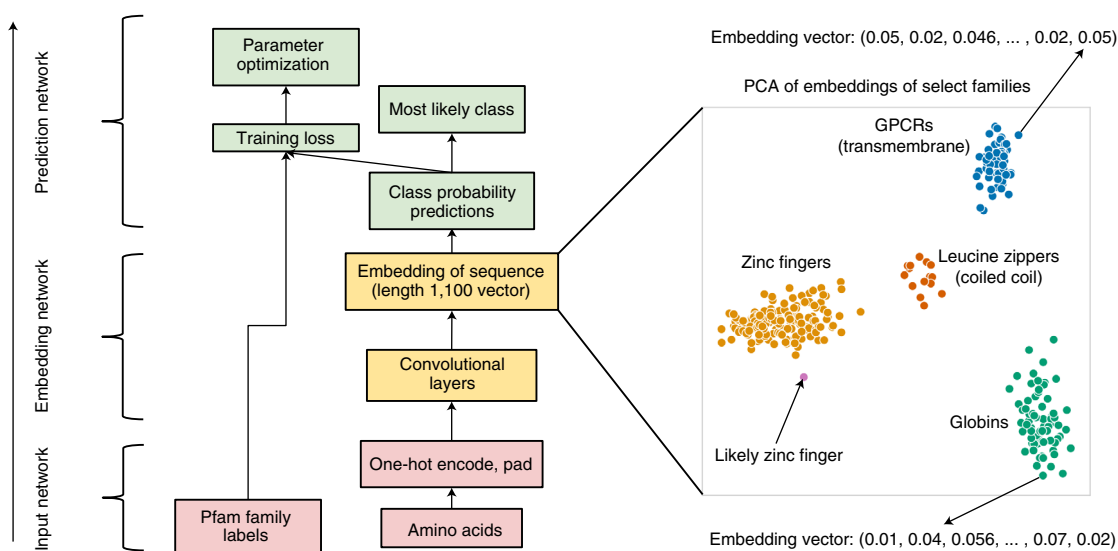 Prediction network
Embedding network
Input network
Parameter
optimization
Training loss
Most likely class
Class probability
predictions
Embedding of sequence
(length 1,100 vector)
Convolutional
layers
One-hot encode, pad
Pfam family
labels
Amino acids
Embedding vector: (0.05, 0.02, 0.046, ... , 0.02, 0.05)
PCA of embeddings of select families
GPCRs
(transmembrane)
Zinc fingers
Leucine zippers
(coiled coil)
Globins
Likely zinc finger
Embedding vector: (0.01, 0.04, 0.056, ... , 0.07, 0.02)